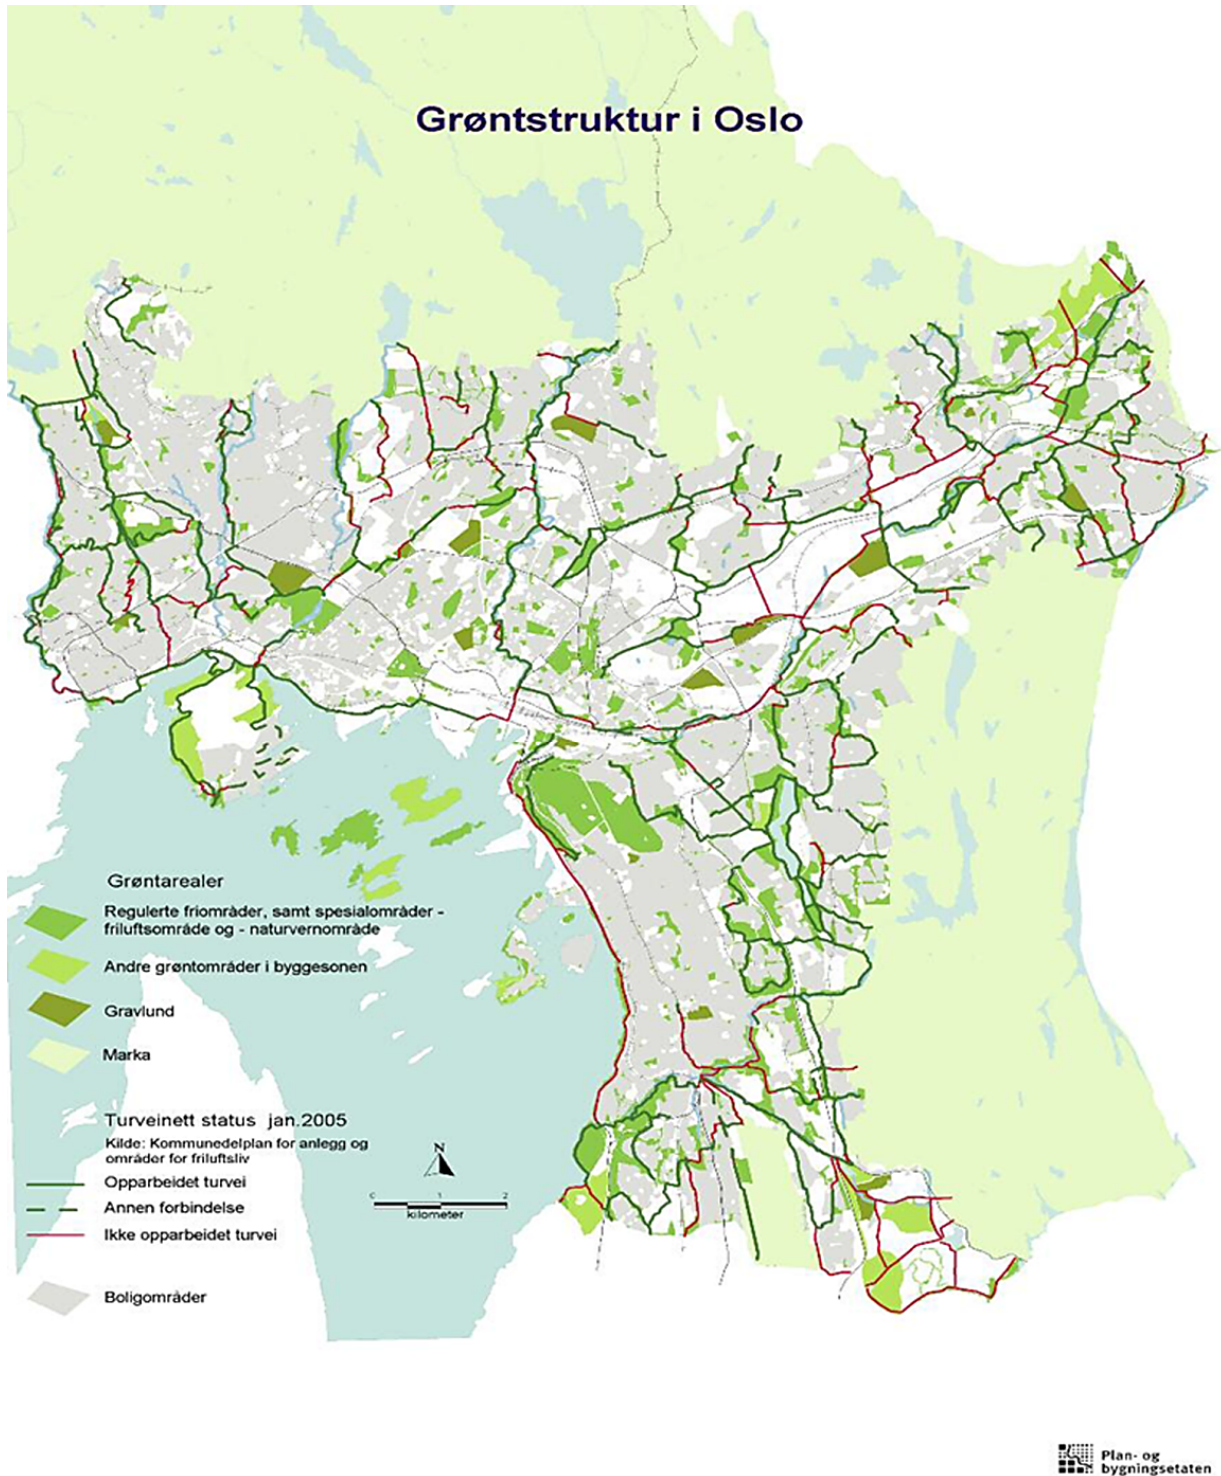 Grøntstruktur i Oslo
Grøntarealer
Regulerte friområder, samt spesialområder -
friluftsområde og - naturvernområde
Andre grøntområder i byggesonen
Gravlund
Marka
Turveinett status jan.2005
Kilde: Kommunedelplan for anlegg og
områder for friluftsliv
Opparbeidet turvei
Annen forbindelse
Ikke opparbeidet turvei
Boligområder
N
0 1 2
kilometer
Plan- og
bygningsetaten